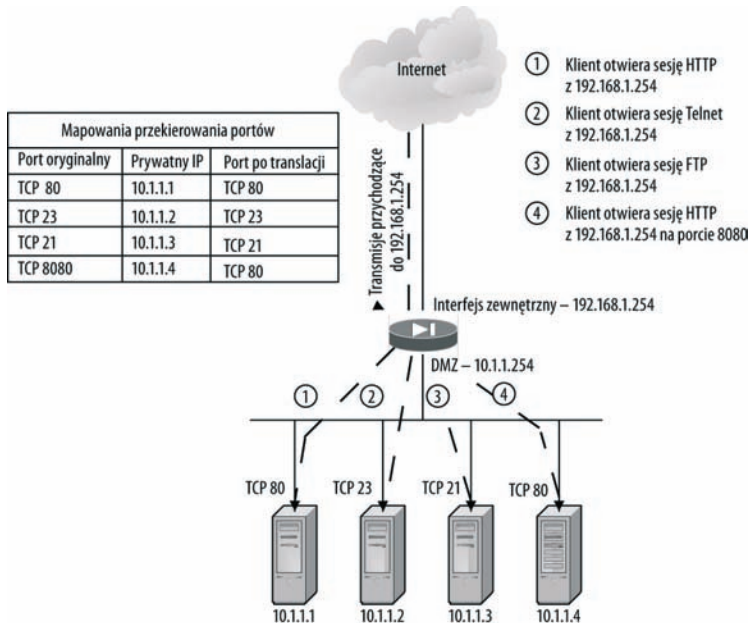 Internet
① Klient otwiera sesję HTTP
z 192.168.1.254
② Klient otwiera sesję Telnet
z 192.168.1.254
③ Klient otwiera sesję FTP
z 192.168.1.254
④ Klient otwiera sesję HTTP
z 192.168.1.254 na porcie 8080
Mapowania przekierowania portów
Port oryginalny Prywatny IP Port po translacji
TCP 80 10.1.1.1 TCP 80
TCP 23 10.1.1.2 TCP 23
TCP 21 10.1.1.3 TCP 21
TCP 8080 10.1.1.4 TCP 80
Transmisje przychodzące
do 192.168.1.254
Interfejs zewnętrzny – 192.168.1.254
DMZ – 10.1.1.254
① ② ③ ④
TCP 80 TCP 23 TCP 21 TCP 80
10.1.1.1 10.1.1.2 10.1.1.3 10.1.1.4